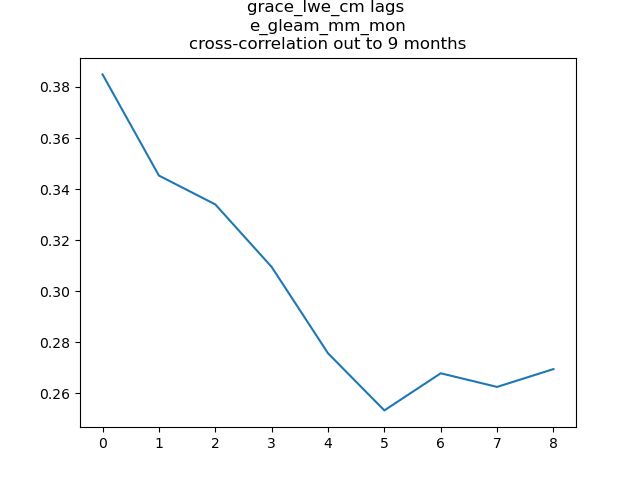 grace_lwe_cm lags
e_gleam_mm_mon
cross-correlation out to 9 months
0.38
0.36
0.34
0.32
0.30
0.28
0.26
0 1 2 3 4 5 6 7 8